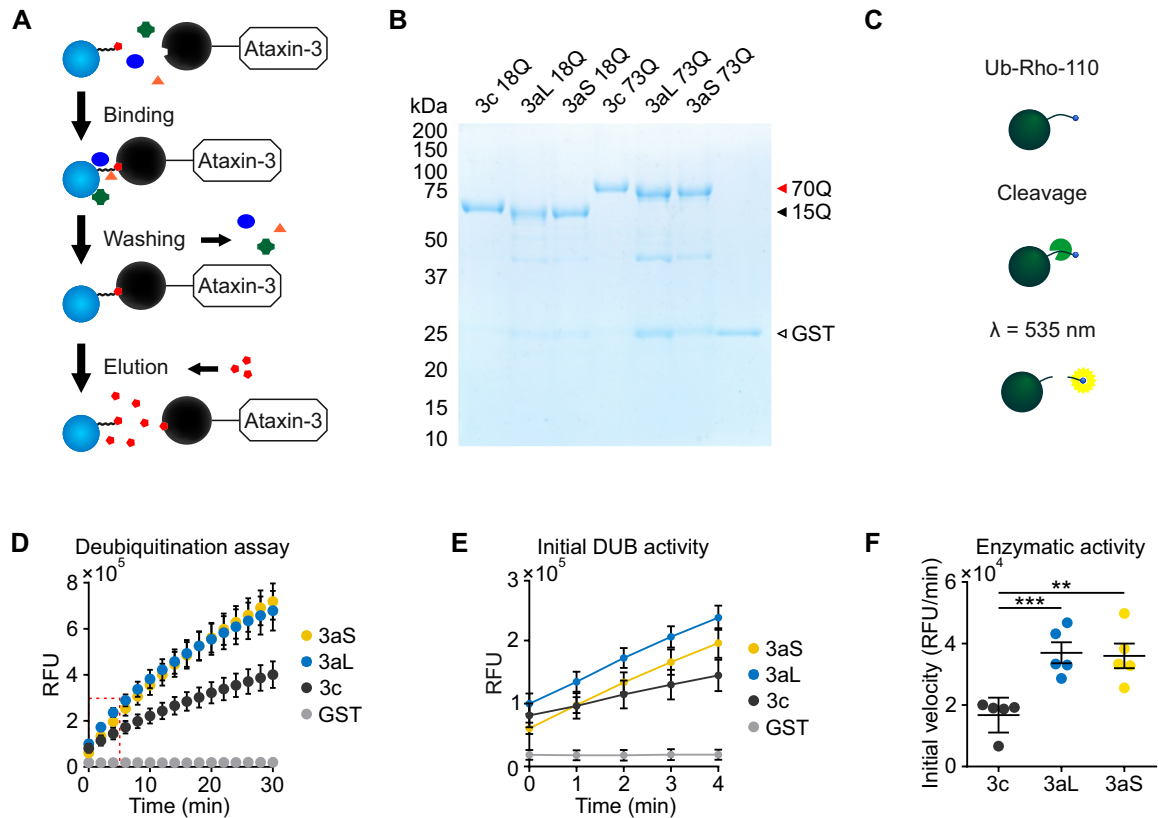 A
Ataxin-3
Binding
Ataxin-3
Washing
Ataxin-3
Elution
Ataxin-3
B
3c 18Q
3aL 18Q
3aS 18Q
3c 73Q
3aL 73Q
3aS 73Q
kDa
200
150
100
75
50
37
25
20
15
10
70Q
15Q
GST
C
Ub-Rho-110
Cleavage
λ = 535 nm
D
Deubiquitination assay
×10⁵
8
6
4
2
0
RFU
0 10 20 30
Time (min)
3aS
3aL
3c
GST
E
Initial DUB activity
×10⁵
3
2
1
0
RFU
0 1 2 3 4
Time (min)
3aS
3aL
3c
GST
F
Enzymatic activity
×10⁴
6
4
2
0
Initial velocity (RFU/min)
**
***
3c 3aL 3aS